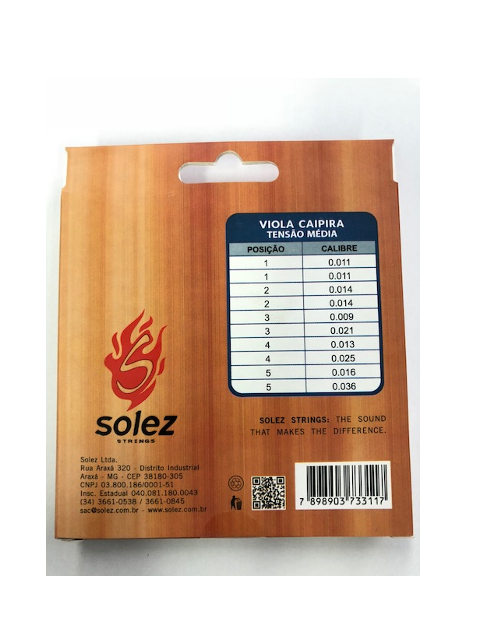 VIOLA CAIPIRA
TENSÃO MÉDIA
POSIÇÃO CALIBRE
1 0.011
1 0.011
2 0.014
2 0.014
3 0.009
3 0.021
4 0.013
4 0.025
5 0.016
5 0.036
solez
STRINGS
SOLEZ STRINGS: THE SOUND
THAT MAKES THE DIFFERENCE.
Solez Ltda.
Rua Araxá 320 - Distrito Industrial
Araxá - MG - CEP 38180-305
CNPJ 03.800.186/0001-51
Insc. Estadual 040.081.180.0043
(34) 3661-0538 / 3661-0845
sac@solez.com.br - www.solez.com.br
7 898903 733117